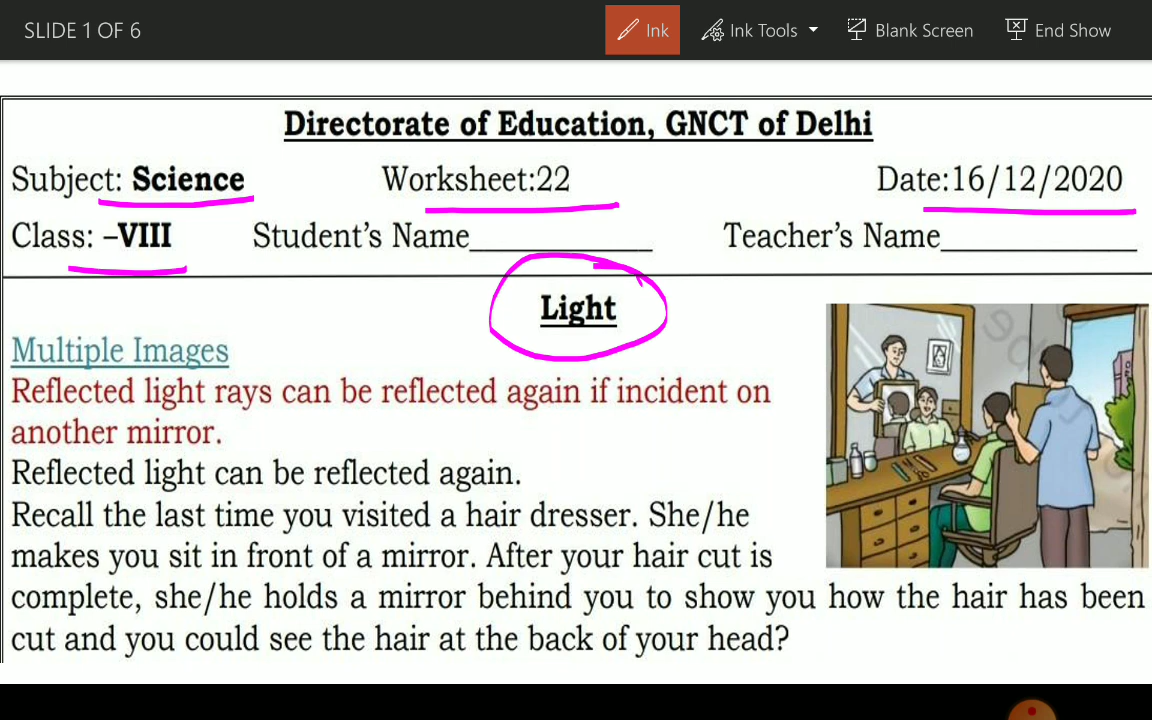 SLIDE 1 OF 6 Ink Ink Tools Blank Screen End Show
Directorate of Education, GNCT of Delhi
Subject: Science Worksheet:22 Date:16/12/2020
Class: –VIII Student's Name____________ Teacher's Name_____________
Light
Multiple Images
Reflected light rays can be reflected again if incident on
another mirror.
Reflected light can be reflected again.
Recall the last time you visited a hair dresser. She/he
makes you sit in front of a mirror. After your hair cut is
complete, she/he holds a mirror behind you to show you how the hair has been
cut and you could see the hair at the back of your head?